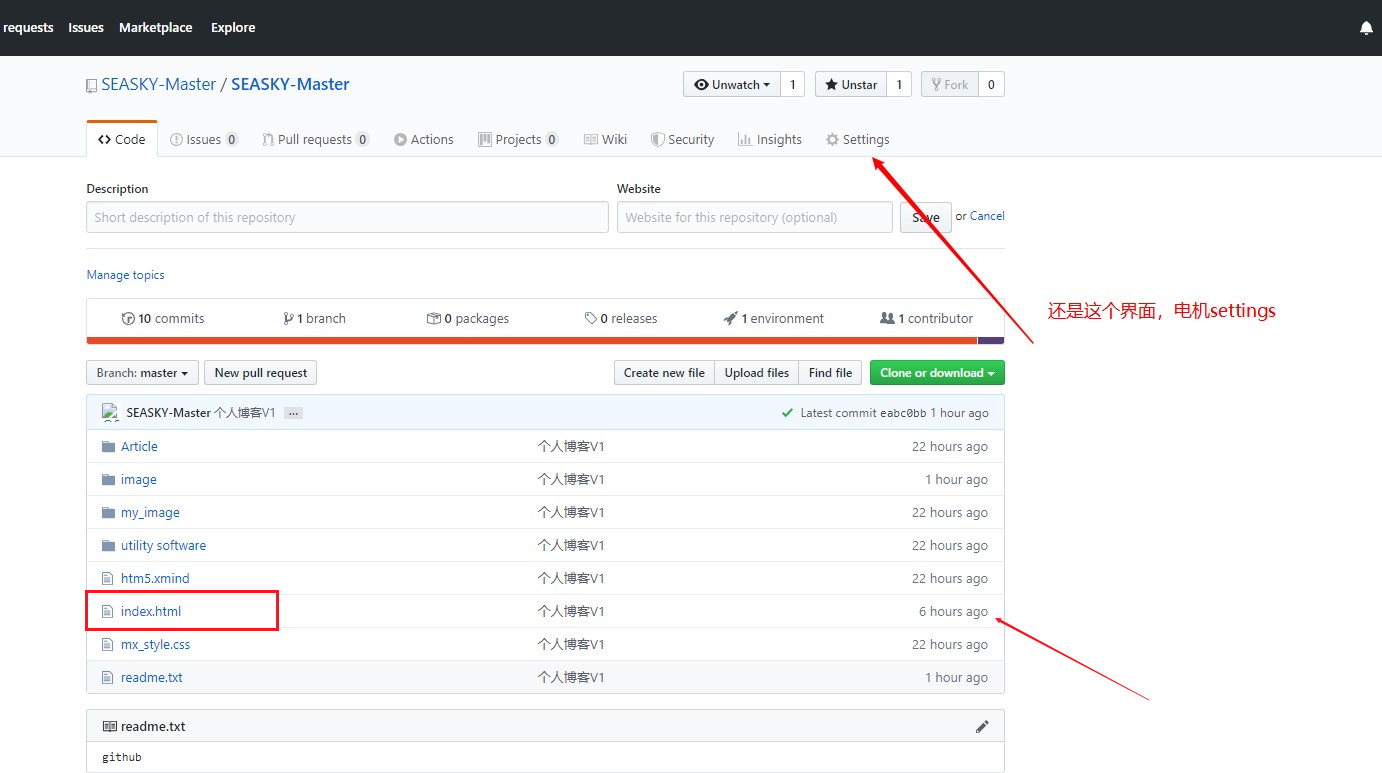 requests Issues Marketplace Explore
SEASKY-Master / SEASKY-Master
Unwatch 1 Unstar 1 Fork 0
Code Issues 0 Pull requests 0 Actions Projects 0 Wiki Security Insights Settings
Description Website
Short description of this repository Website for this repository (optional) Save or Cancel
Manage topics
10 commits 1 branch 0 packages 0 releases 1 environment 1 contributor
还是这个界面，电机settings
Branch: master New pull request Create new file Upload files Find file Clone or download
SEASKY-Master 个人博客V1 ... Latest commit eabc0bb 1 hour ago
Article 个人博客V1 22 hours ago
image 个人博客V1 1 hour ago
my_image 个人博客V1 22 hours ago
utility software 个人博客V1 22 hours ago
htm5.xmind 个人博客V1 22 hours ago
index.html 个人博客V1 6 hours ago
mx_style.css 个人博客V1 22 hours ago
readme.txt 个人博客V1 1 hour ago
readme.txt
github